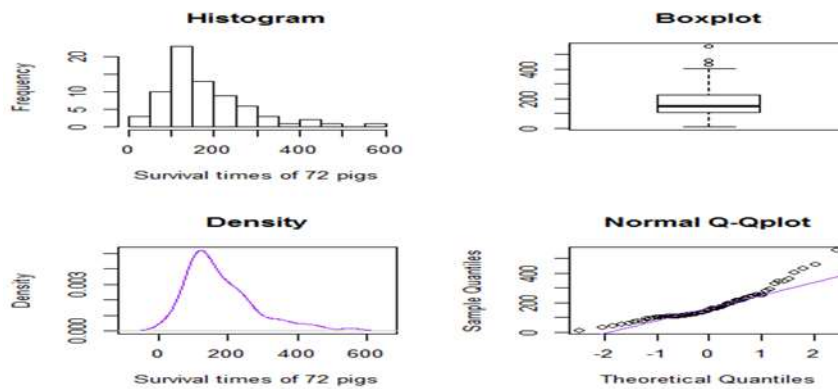 Histogram
Frequency
0 5 20
0 200 400 600
Survival times of 72 pigs
Boxplot
0 200 400
Density
Density
0.000 0.003
0 200 400 600
Survival times of 72 pigs
Normal Q-Qplot
Sample Quantiles
0 200 400
-2 -1 0 1 2
Theoretical Quantiles